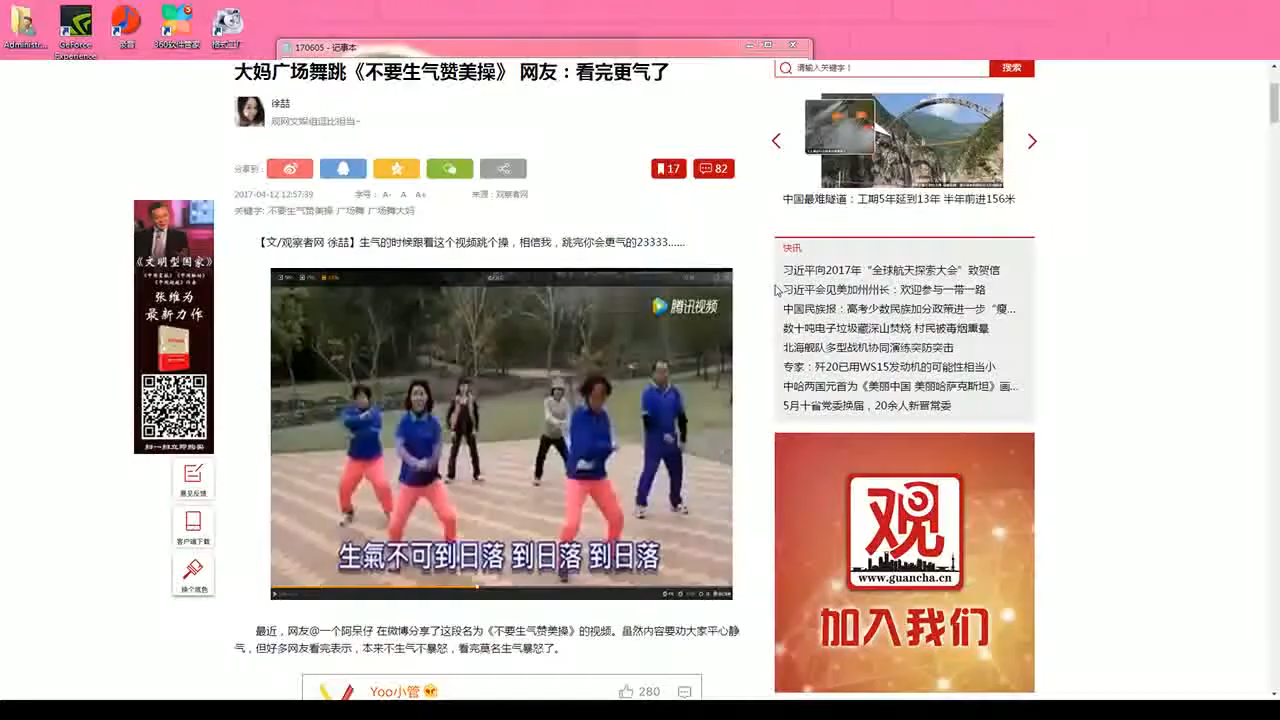 Administr...
GeForce Experience
录音
360软件管家
格式工厂
170605 - 记事本
大妈广场舞跳《不要生气赞美操》 网友：看完更气了
徐喆
观网文娱组逗比担当~
分享到：
17
82
2017-04-12 12:57:39
字号： A- A A+
来源：观察者网
关键字: 不要生气赞美操 广场舞 广场舞大妈
【文/观察者网 徐喆】生气的时候跟着这个视频跳个操，相信我，跳完你会更气的23333……
腾讯视频
生氣不可到日落 到日落 到日落
最近，网友@一个阿呆仔 在微博分享了这段名为《不要生气赞美操》的视频。虽然内容要劝大家平心静
气，但好多网友看完表示，本来不生气不暴怒，看完莫名生气暴怒了。
Yoo小管
280
《文明型国家》
张维为
最新力作
扫一扫立即购买
意见反馈
客户端下载
换个底色
请输入关键字！
搜索
中国最难隧道：工期5年延到13年 半年前进156米
快讯
习近平向2017年“全球航天探索大会”致贺信
习近平会见美加州州长：欢迎参与一带一路
中国民族报：高考少数民族加分政策进一步“瘦...
数十吨电子垃圾藏深山焚烧 村民被毒烟熏晕
北海舰队多型战机协同演练突防突击
专家：歼20已用WS15发动机的可能性相当小
中哈两国元首为《美丽中国 美丽哈萨克斯坦》画...
5月十省党委换届，20余人新晋常委
观
www.guancha.cn
加入我们